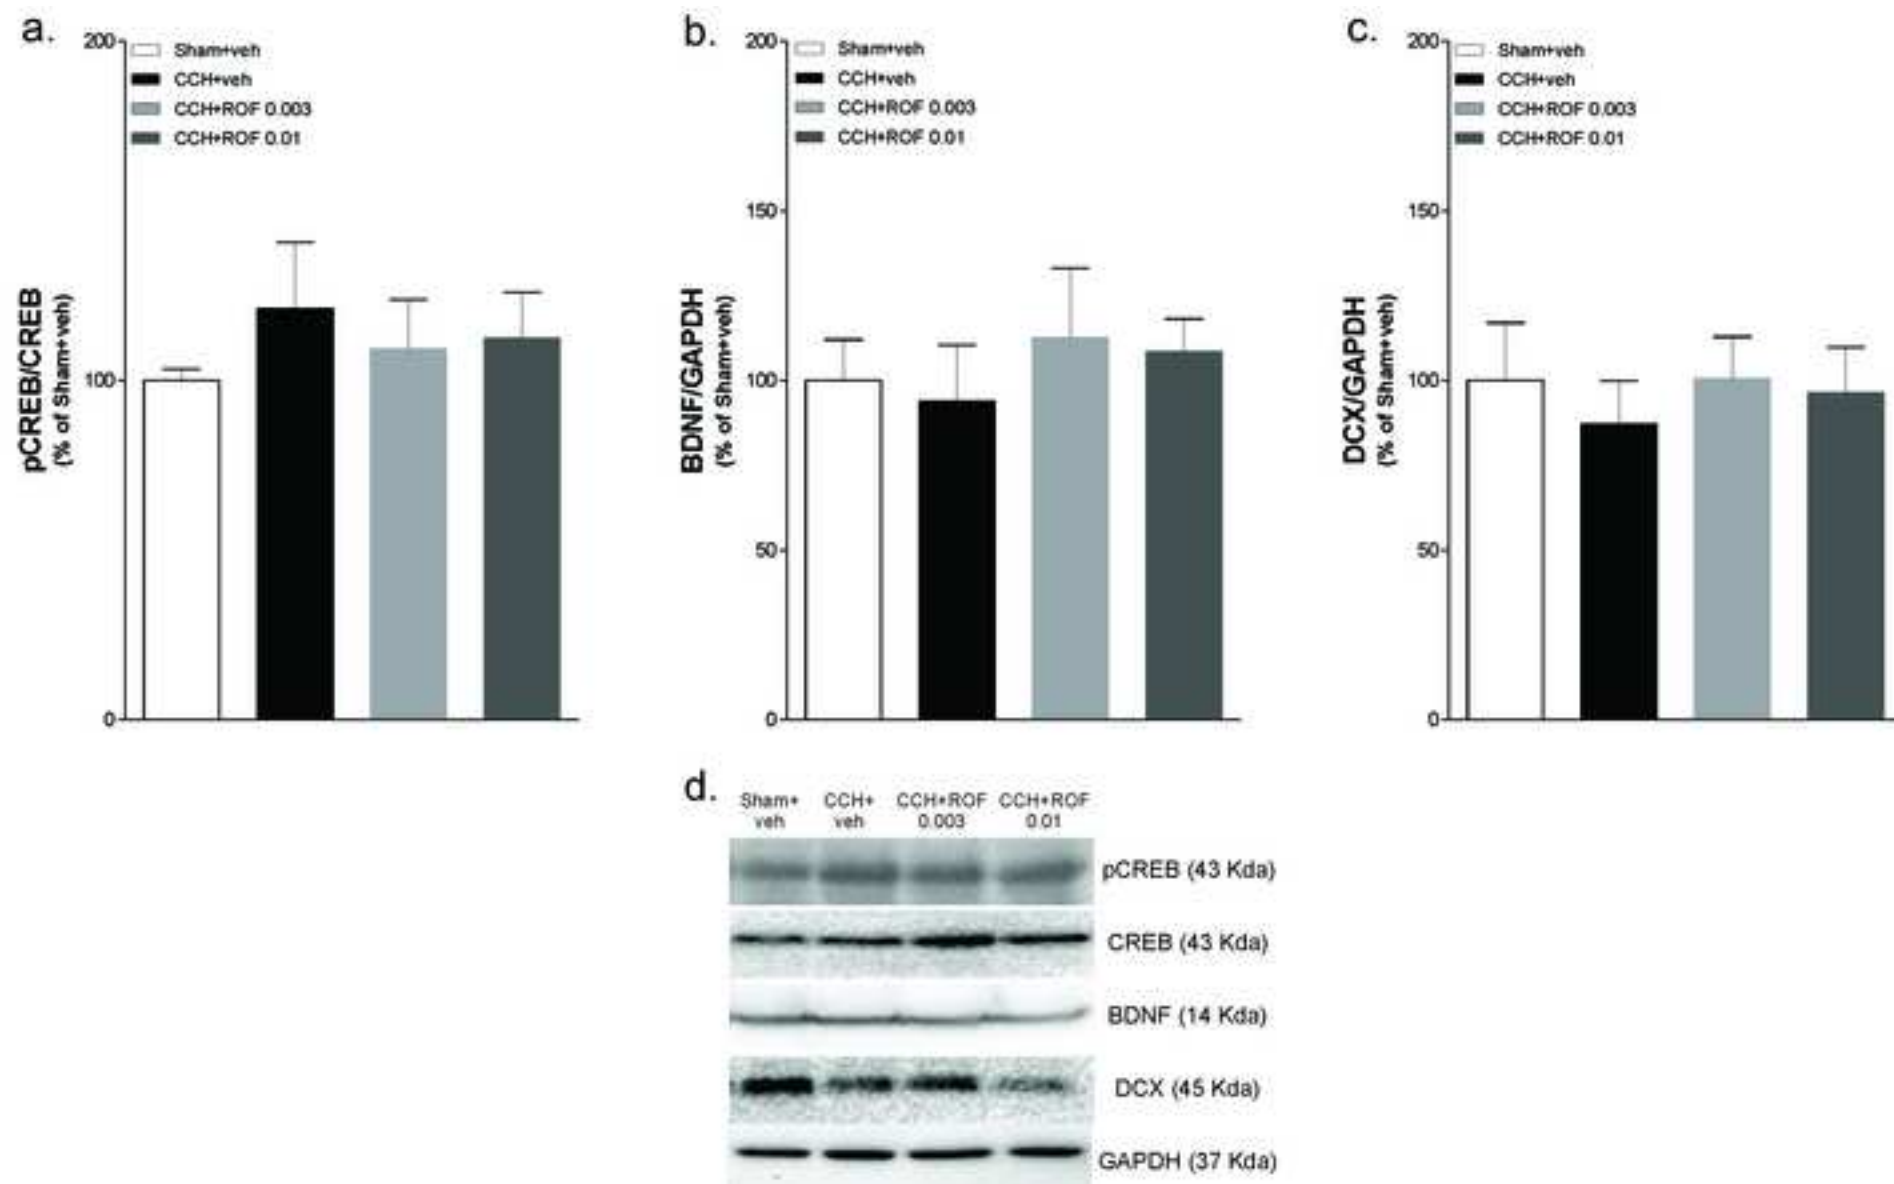 a.
200
Sham+veh
CCH+veh
CCH+ROF 0.003
CCH+ROF 0.01
pCREB/CREB
(% of Sham+veh)
100
0
b.
200
Sham+veh
CCH+veh
CCH+ROF 0.003
CCH+ROF 0.01
150
BDNF/GAPDH
(% of Sham+veh)
100
50
0
c.
200
Sham+veh
CCH+veh
CCH+ROF 0.003
CCH+ROF 0.01
150
DCX/GAPDH
(% of Sham+veh)
100
50
0
d.
Sham+ CCH+ CCH+ROF CCH+ROF
veh veh 0.003 0.01
pCREB (43 Kda)
CREB (43 Kda)
BDNF (14 Kda)
DCX (45 Kda)
GAPDH (37 Kda)